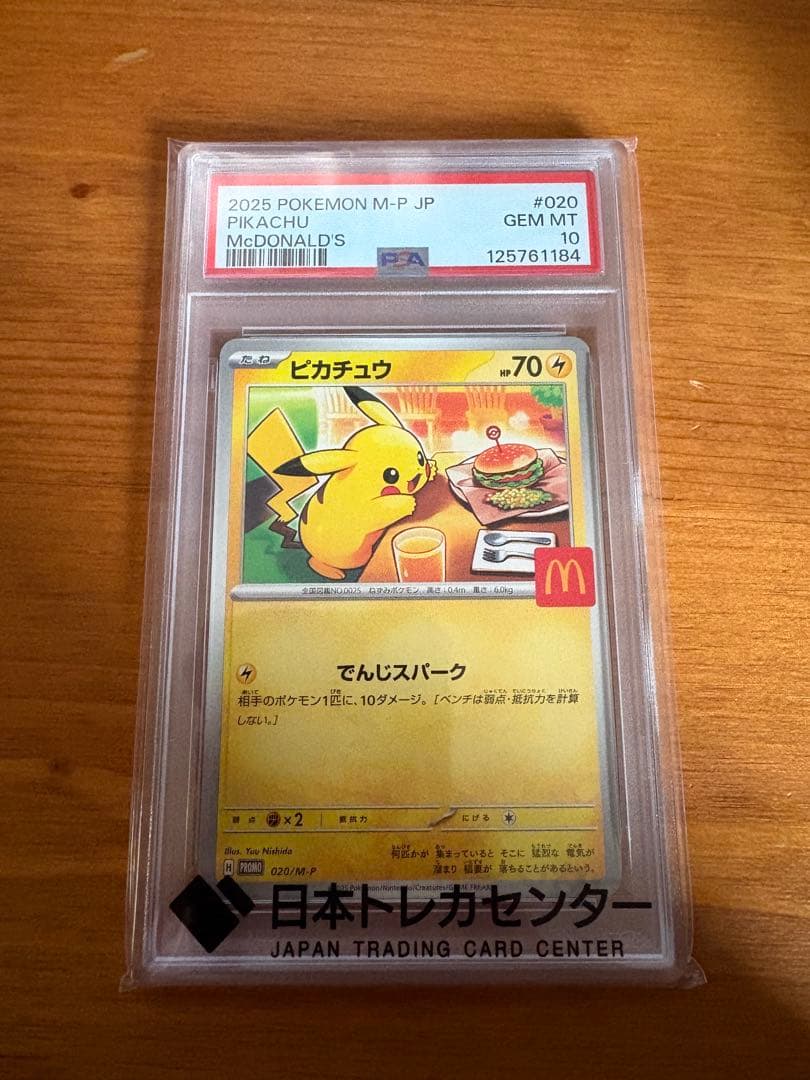 2025 POKEMON M-P JP #020
PIKACHU GEM MT
McDONALD'S 10
PSA 125761184
たね ピカチュウ HP70
M
全国図鑑NO.0025 ねずみポケモン 高さ:0.4m 重さ:6.0kg
でんじスパーク
相手のポケモン1匹に、10ダメージ。[ベンチは弱点・抵抗力を計算
しない。]
弱点 ×2 抵抗力 にげる
Illus. Yuu Nishida
何匹かが 集まっていると そこに 猛烈な 電気が
溜まり 稲妻が 落ちることがあるという。
H PROMO 020/M-P
日本トレカセンター
JAPAN TRADING CARD CENTER